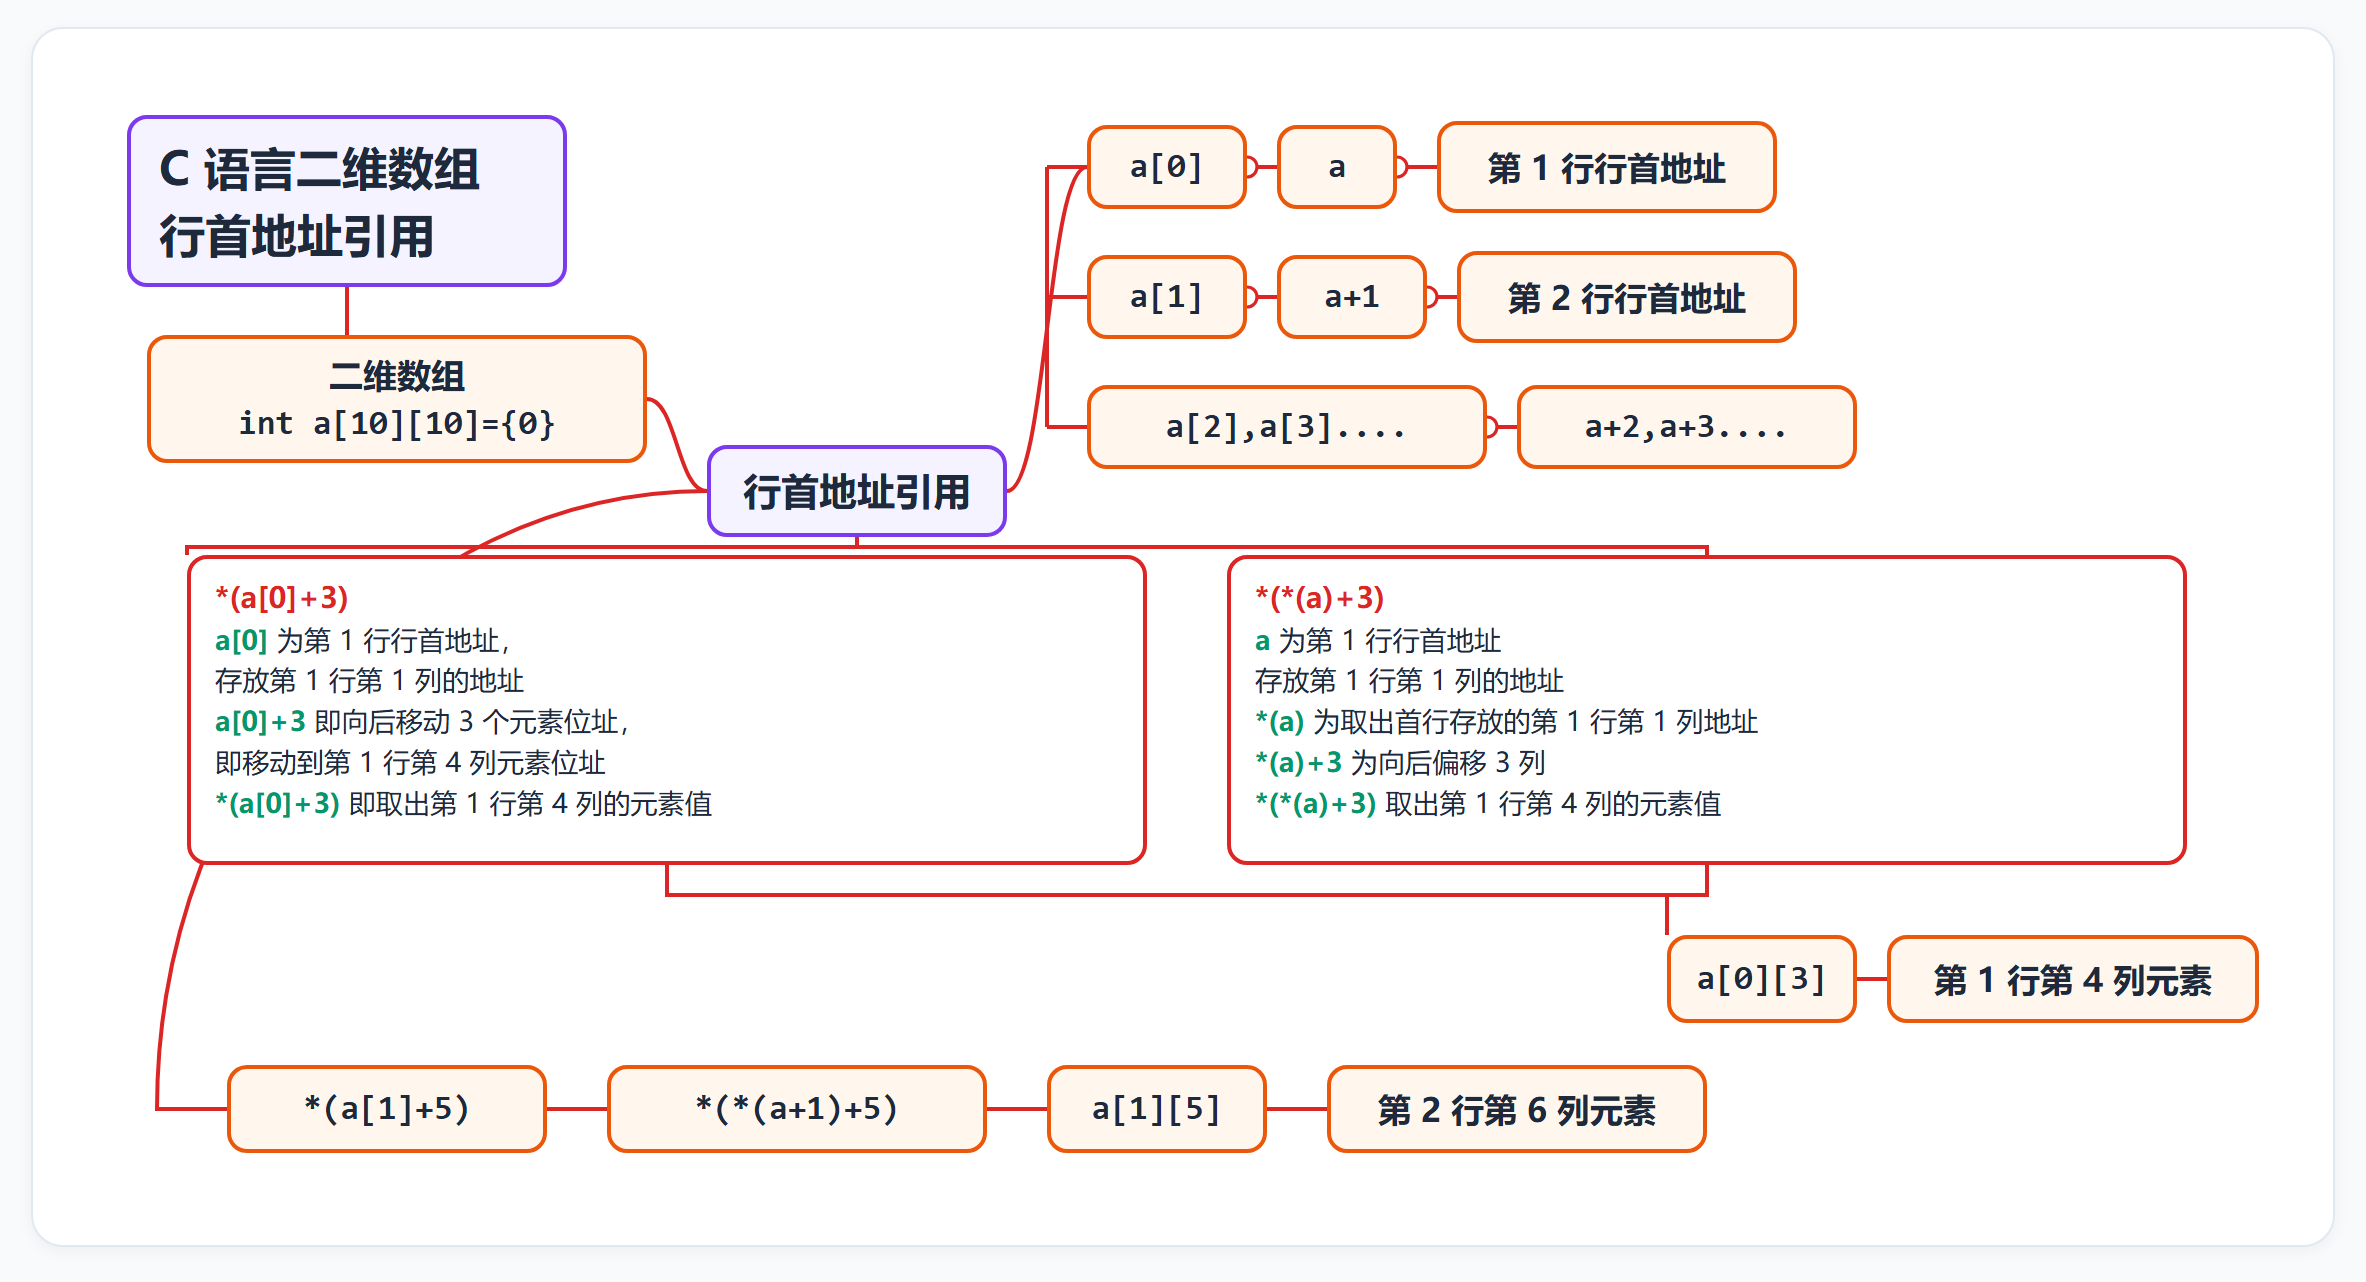 C 语言二维数组
行首地址引用
二维数组
int a[10][10]={0}
行首地址引用
a[0]
a
第 1 行行首地址
a[1]
a+1
第 2 行行首地址
a[2],a[3]....
a+2,a+3....
*(a[0]+3)
a[0] 为第 1 行行首地址，
存放第 1 行第 1 列的地址
a[0]+3 即向后移动 3 个元素位址，
即移动到第 1 行第 4 列元素位址
*(a[0]+3) 即取出第 1 行第 4 列的元素值
*(*(a)+3)
a 为第 1 行行首地址
存放第 1 行第 1 列的地址
*(a) 为取出首行存放的第 1 行第 1 列地址
*(a)+3 为向后偏移 3 列
*(*(a)+3) 取出第 1 行第 4 列的元素值
a[0][3]
第 1 行第 4 列元素
*(a[1]+5)
*(*(a+1)+5)
a[1][5]
第 2 行第 6 列元素